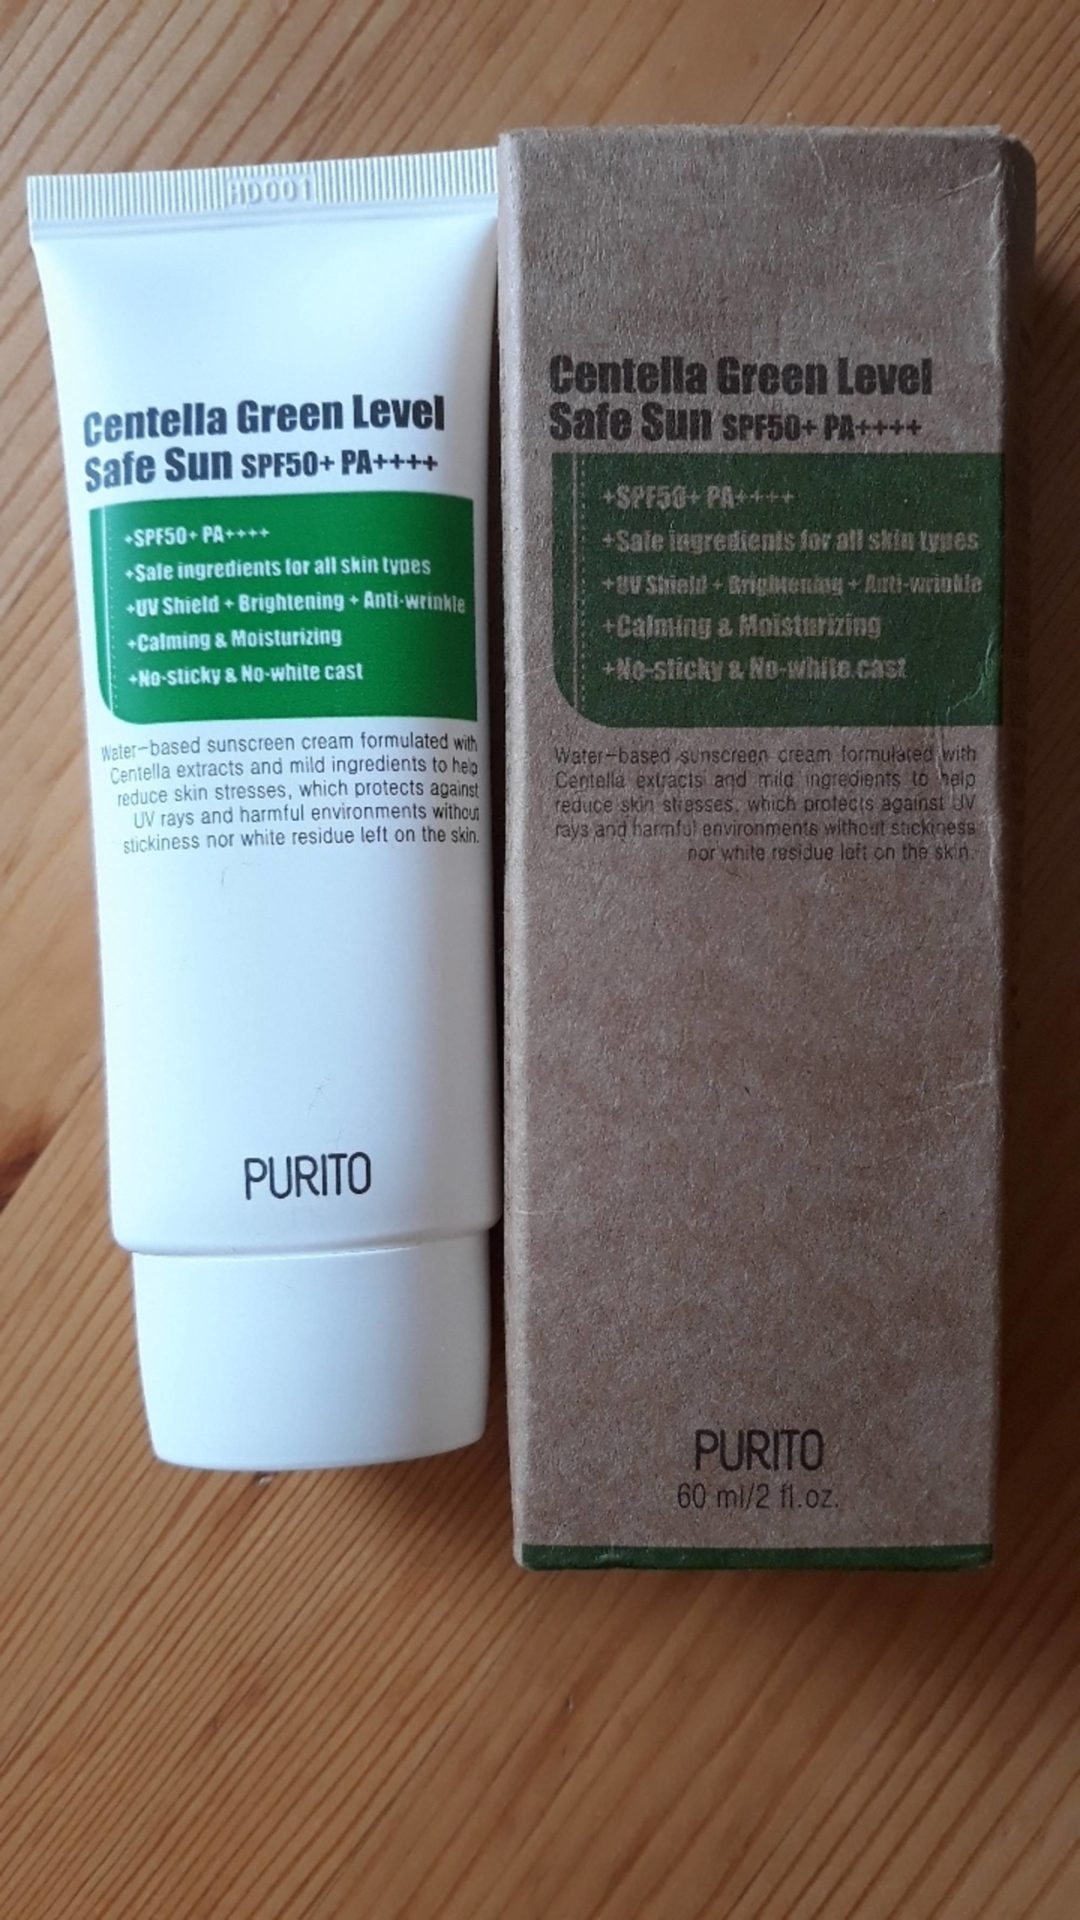 HD001
Centella Green Level
Safe Sun SPF50+ PA++++
+SPF50+ PA++++
+Safe ingredients for all skin types
+UV Shield + Brightening + Anti-wrinkle
+Calming & Moisturizing
+No-sticky & No-white cast
Water-based sunscreen cream formulated with
Centella extracts and mild ingredients to help
reduce skin stresses, which protects against
UV rays and harmful environments without
stickiness nor white residue left on the skin.
PURITO
Centella Green Level
Safe Sun SPF50+ PA++++
+SPF50+ PA++++
+Safe ingredients for all skin types
+UV Shield + Brightening + Anti-wrinkle
+Calming & Moisturizing
+No-sticky & No-white cast
Water-based sunscreen cream formulated with
Centella extracts and mild ingredients to help
reduce skin stresses, which protects against UV
rays and harmful environments without stickiness
nor white residue left on the skin.
PURITO
60 ml/2 fl.oz.